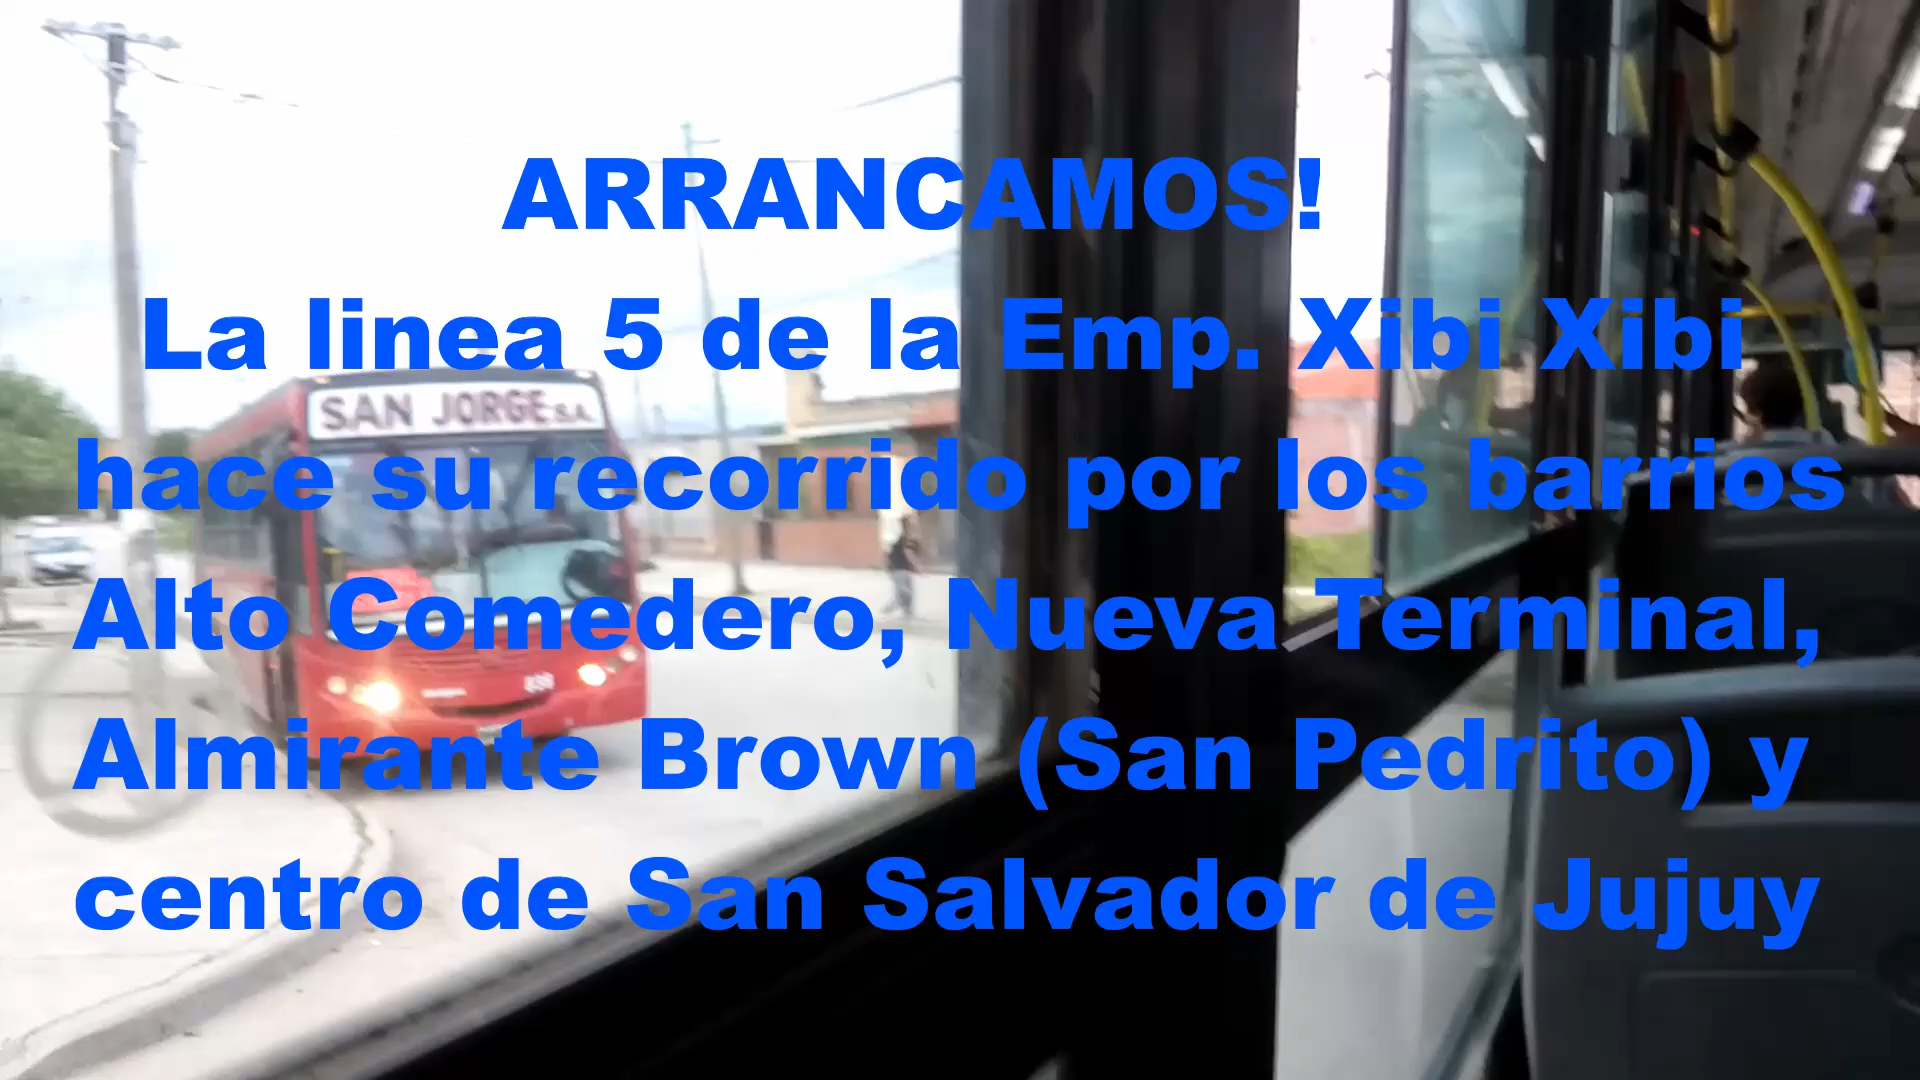 ARRANCAMOS!
La linea 5 de la Emp. Xibi Xibi
SAN JORGE S.A.
hace su recorrido por los barrios
Alto Comedero, Nueva Terminal,
838
Almirante Brown (San Pedrito) y
centro de San Salvador de Jujuy